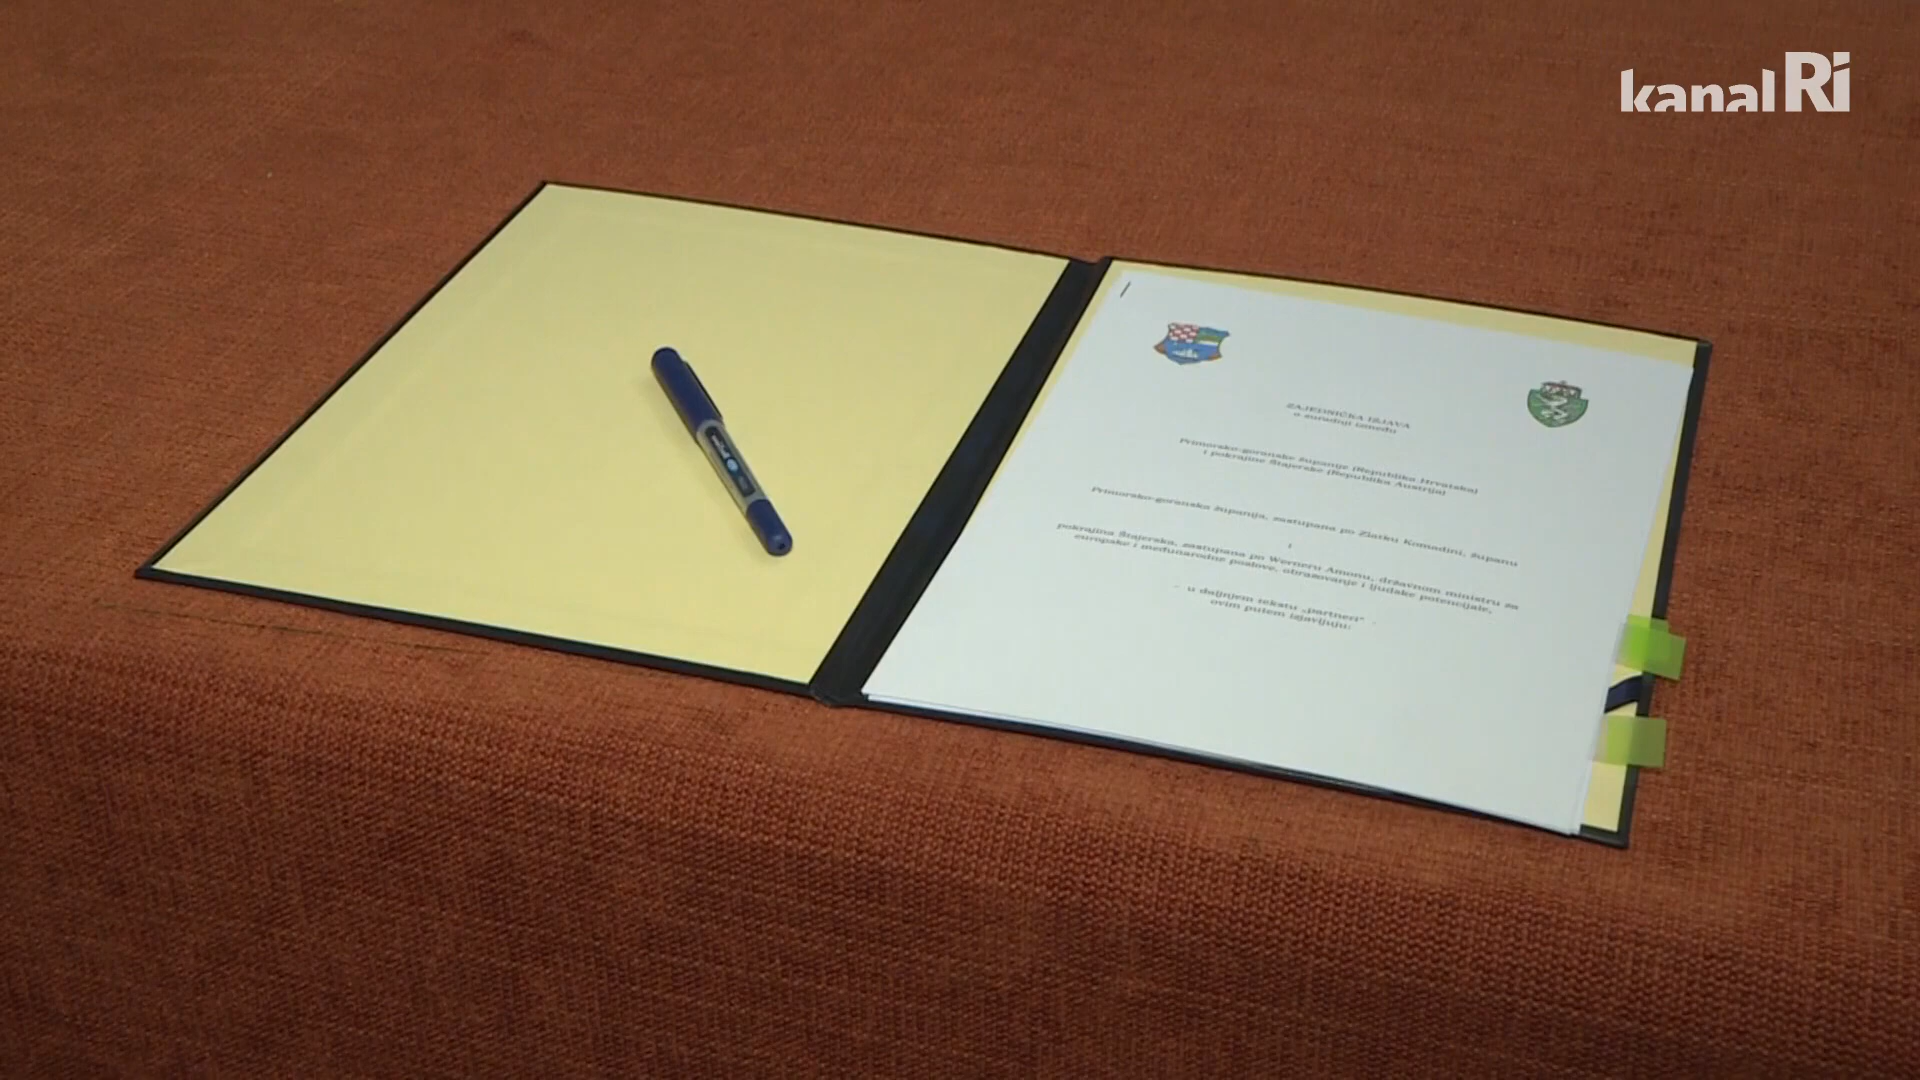 kanalRi
ZAJEDNIČKA IZJAVA
o suradnji između
Primorsko-goranske županije (Republika Hrvatska)
i pokrajine Štajerske (Republika Austrija)
Primorsko-goranska županija, zastupana po Zlatku Komadini, županu
i
pokrajina Štajerska, zastupana po Werneru Amonu, državnom ministru za
europske i međunarodne poslove, obrazovanje i ljudske potencijale,
- u daljnjem tekstu „partneri“ -
ovim putem izjavljuju: